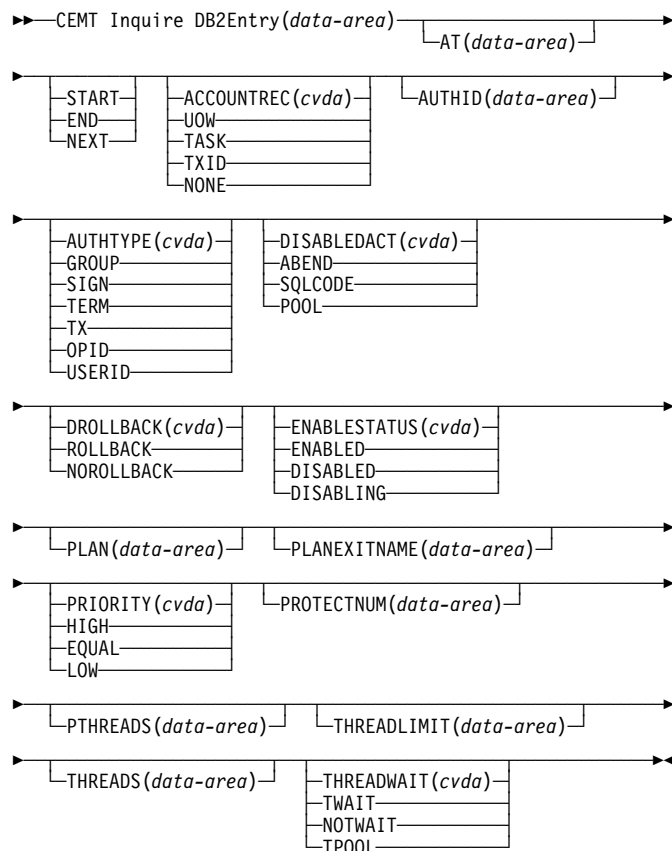 CEMT Inquire DB2Entry(data-area)
AT(data-area)
START ACCOUNTREC(cvda) AUTHID(data-area)
END UOW
NEXT TASK
TXID
NONE
AUTHTYPE(cvda) DISABLEDACT(cvda)
GROUP ABEND
SIGN SQLCODE
TERM POOL
TX
OPID
USERID
DROLLBACK(cvda) ENABLESTATUS(cvda)
ROLLBACK ENABLED
NOROLLBACK DISABLED
DISABLING
PLAN(data-area) PLANEXITNAME(data-area)
PRIORITY(cvda) PROTECTNUM(data-area)
HIGH
EQUAL
LOW
PTHREADS(data-area) THREADLIMIT(data-area)
THREADS(data-area) THREADWAIT(cvda)
TWAIT
NOTWAIT
TPOOL